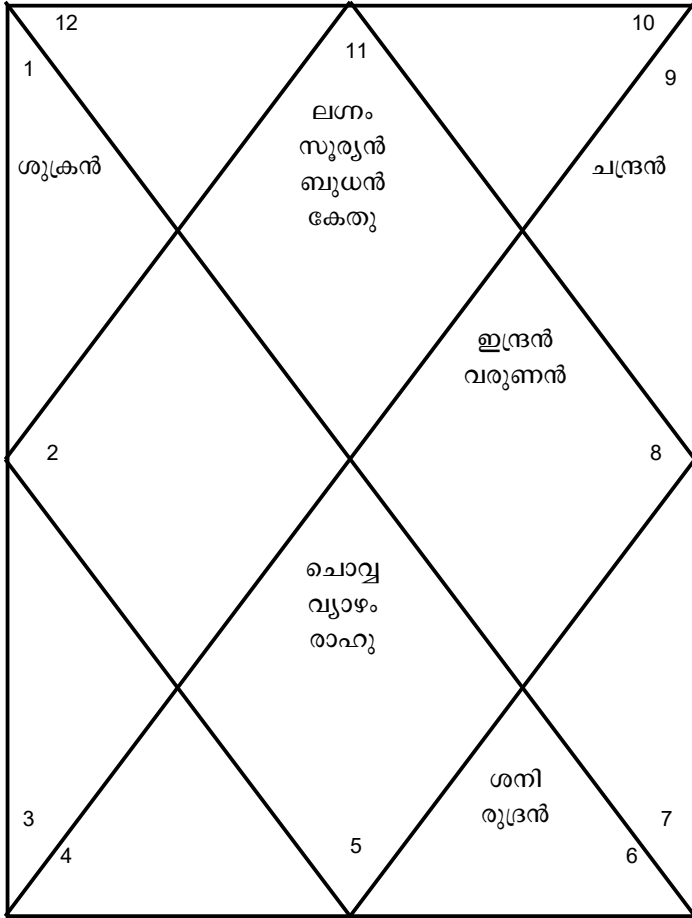 12
11
10
1
9
ലഗ്നം
സൂര്യൻ
ബുധൻ
കേതു
ശുക്രൻ
ചന്ദ്രൻ
ഇന്ദ്രൻ
വരുണൻ
2
8
ചൊവ്വ
വ്യാഴം
രാഹു
ശനി
രുദ്രൻ
3
7
4
5
6